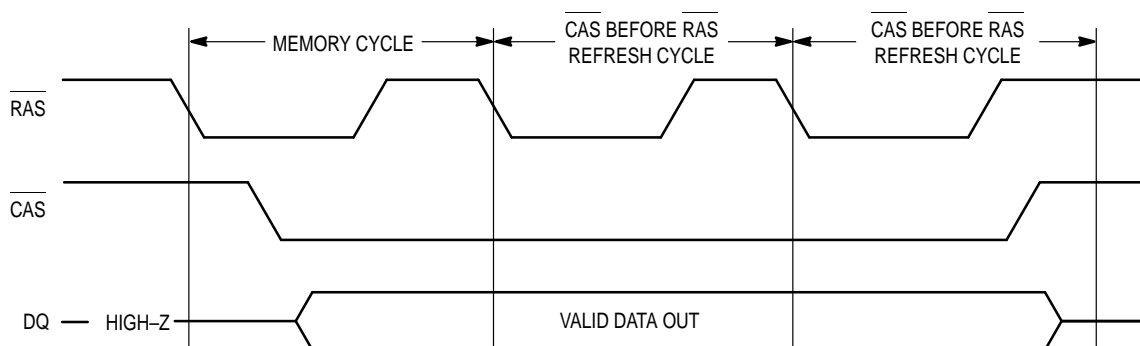 MEMORY CYCLE
CAS BEFORE RAS
REFRESH CYCLE
CAS BEFORE RAS
REFRESH CYCLE
RAS
CAS
DQ
HIGH–Z
VALID DATA OUT